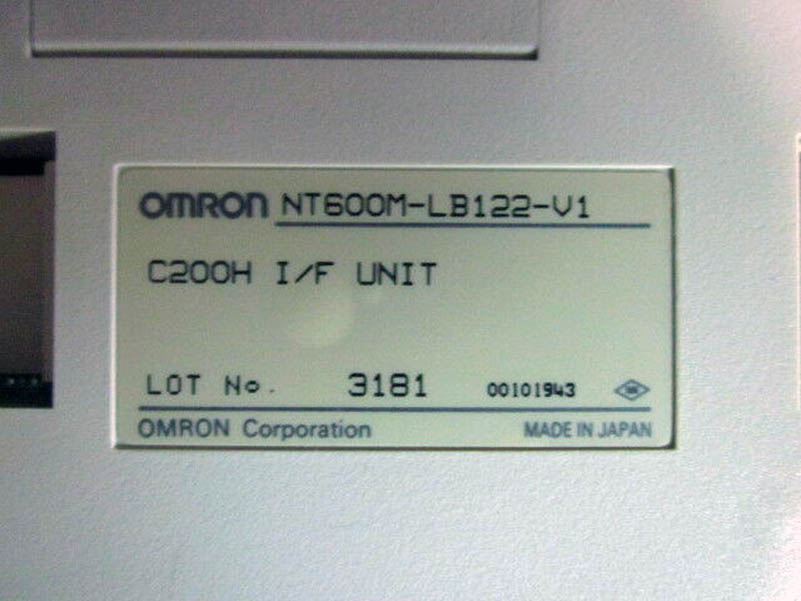 OMRON NT600M-LB122-V1
C200H I/F UNIT
LOT No. 3181 00101943
OMRON Corporation MADE IN JAPAN